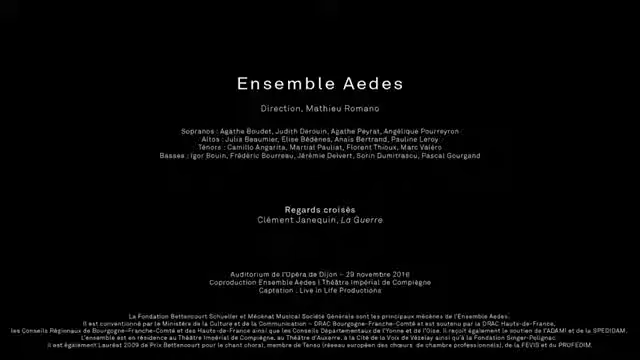 Ensemble Aedes
Direction, Mathieu Romano
Sopranos : Agathe Boudet, Judith Derouin, Agathe Peyrat, Angélique Pourreyron
Altos : Julia Beaumier, Elise Bédènes, Anaïs Bertrand, Pauline Leroy
Ténors : Camillo Angarita, Martial Pauliat, Florent Thioux, Marc Valéro
Basses : Igor Bouin, Frédéric Bourreau, Jérémie Delvert, Sorin Dumitrascu, Pascal Gourgand
Regards croisés
Clément Janequin, La Guerre
Auditorium de l'Opéra de Dijon – 29 novembre 2016
Coproduction Ensemble Aedes | Théâtre Impérial de Compiègne
Captation : Live in Life Productions
La Fondation Bettencourt Schueller et Mécénat Musical Société Générale sont les principaux mécènes de l'Ensemble Aedes.
Il est conventionné par le Ministère de la Culture et de la Communication – DRAC Bourgogne-Franche-Comté et est soutenu par la DRAC Hauts-de-France,
les Conseils Régionaux de Bourgogne-Franche-Comté et des Hauts-de-France ainsi que les Conseils Départementaux de l'Yonne et de l'Oise. Il reçoit également le soutien de l'ADAMI et de la SPEDIDAM.
L'ensemble est en résidence au Théâtre Impérial de Compiègne, au Théâtre d'Auxerre, à la Cité de la Voix de Vézelay ainsi qu'à la Fondation Singer-Polignac.
Il est également Lauréat 2009 de Prix Bettencourt pour le chant choral, membre de Tenso (réseau européen des chœurs de chambre professionnels), de la FEVIS et du PROFEDIM.